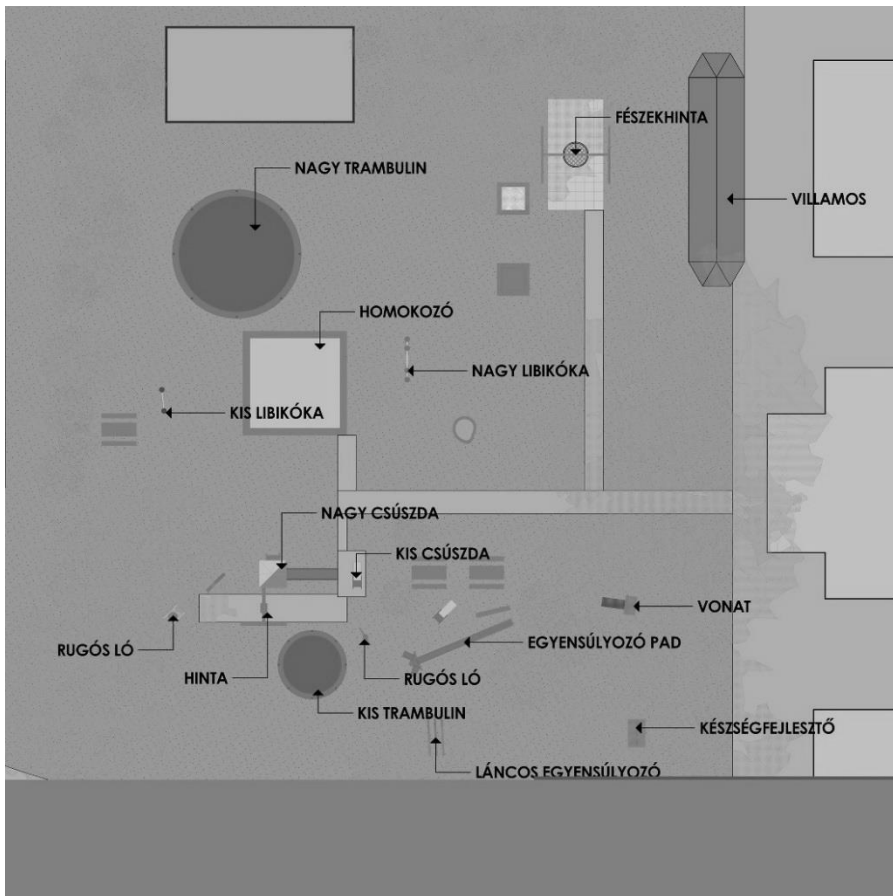 FÉSZEKHINTA
NAGY TRAMBULIN
VILLAMOS
HOMOKOZÓ
NAGY LIBIKÓKA
KIS LIBIKÓKA
NAGY CSÚSZDA
KIS CSÚSZDA
VONAT
EGYENSÚLYOZÓ PAD
RUGÓS LÓ
HINTA
RUGÓS LÓ
KIS TRAMBULIN
KÉSZSÉGFEJLESZTŐ
LÁNCOS EGYENSÚLYOZÓ